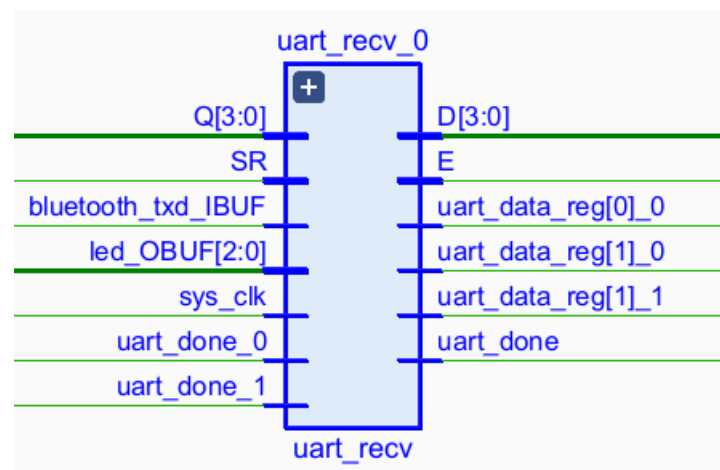 uart_recv_0
+
Q[3:0] D[3:0]
SR E
bluetooth_txd_IBUF uart_data_reg[0]_0
led_OBUF[2:0] uart_data_reg[1]_0
sys_clk uart_data_reg[1]_1
uart_done_0 uart_done
uart_done_1
uart_recv